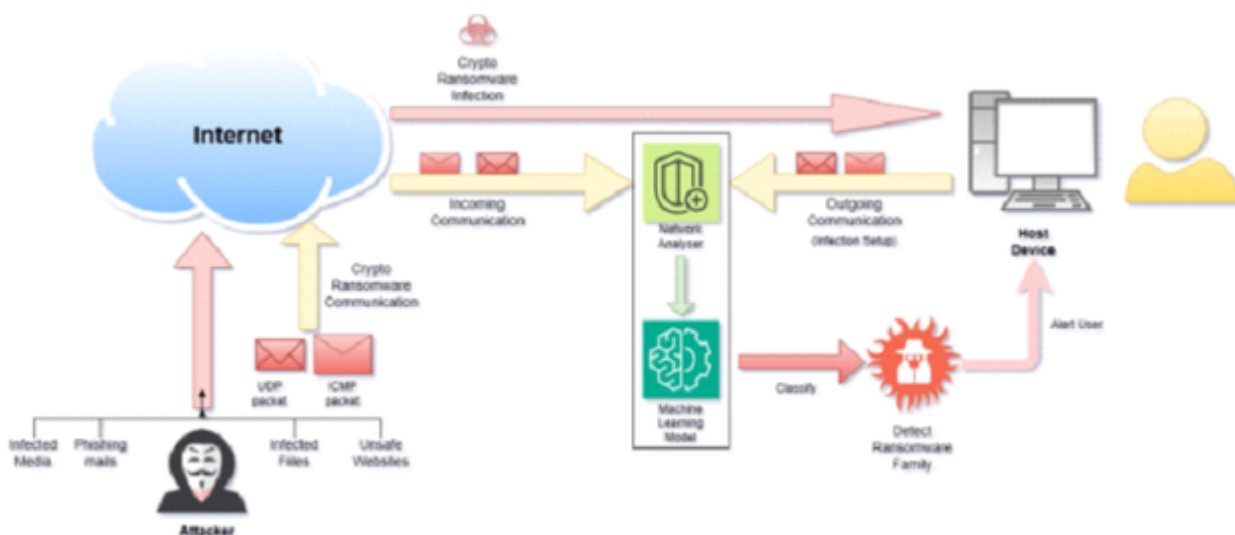 Crypto
Ransomware
Infection
Internet
Incoming
Communication
Outgoing
Communication
(Infection Setup)
Network
Analyser
Host
Device
Crypto
Ransomware
Communication
Alert User
UDP
packet
ICMP
packet
Classify
Machine
Learning
Model
Detect
Ransomware
Family
Infected
Media
Phishing
mails
Infected
Files
Unsafe
Websites
Attacker